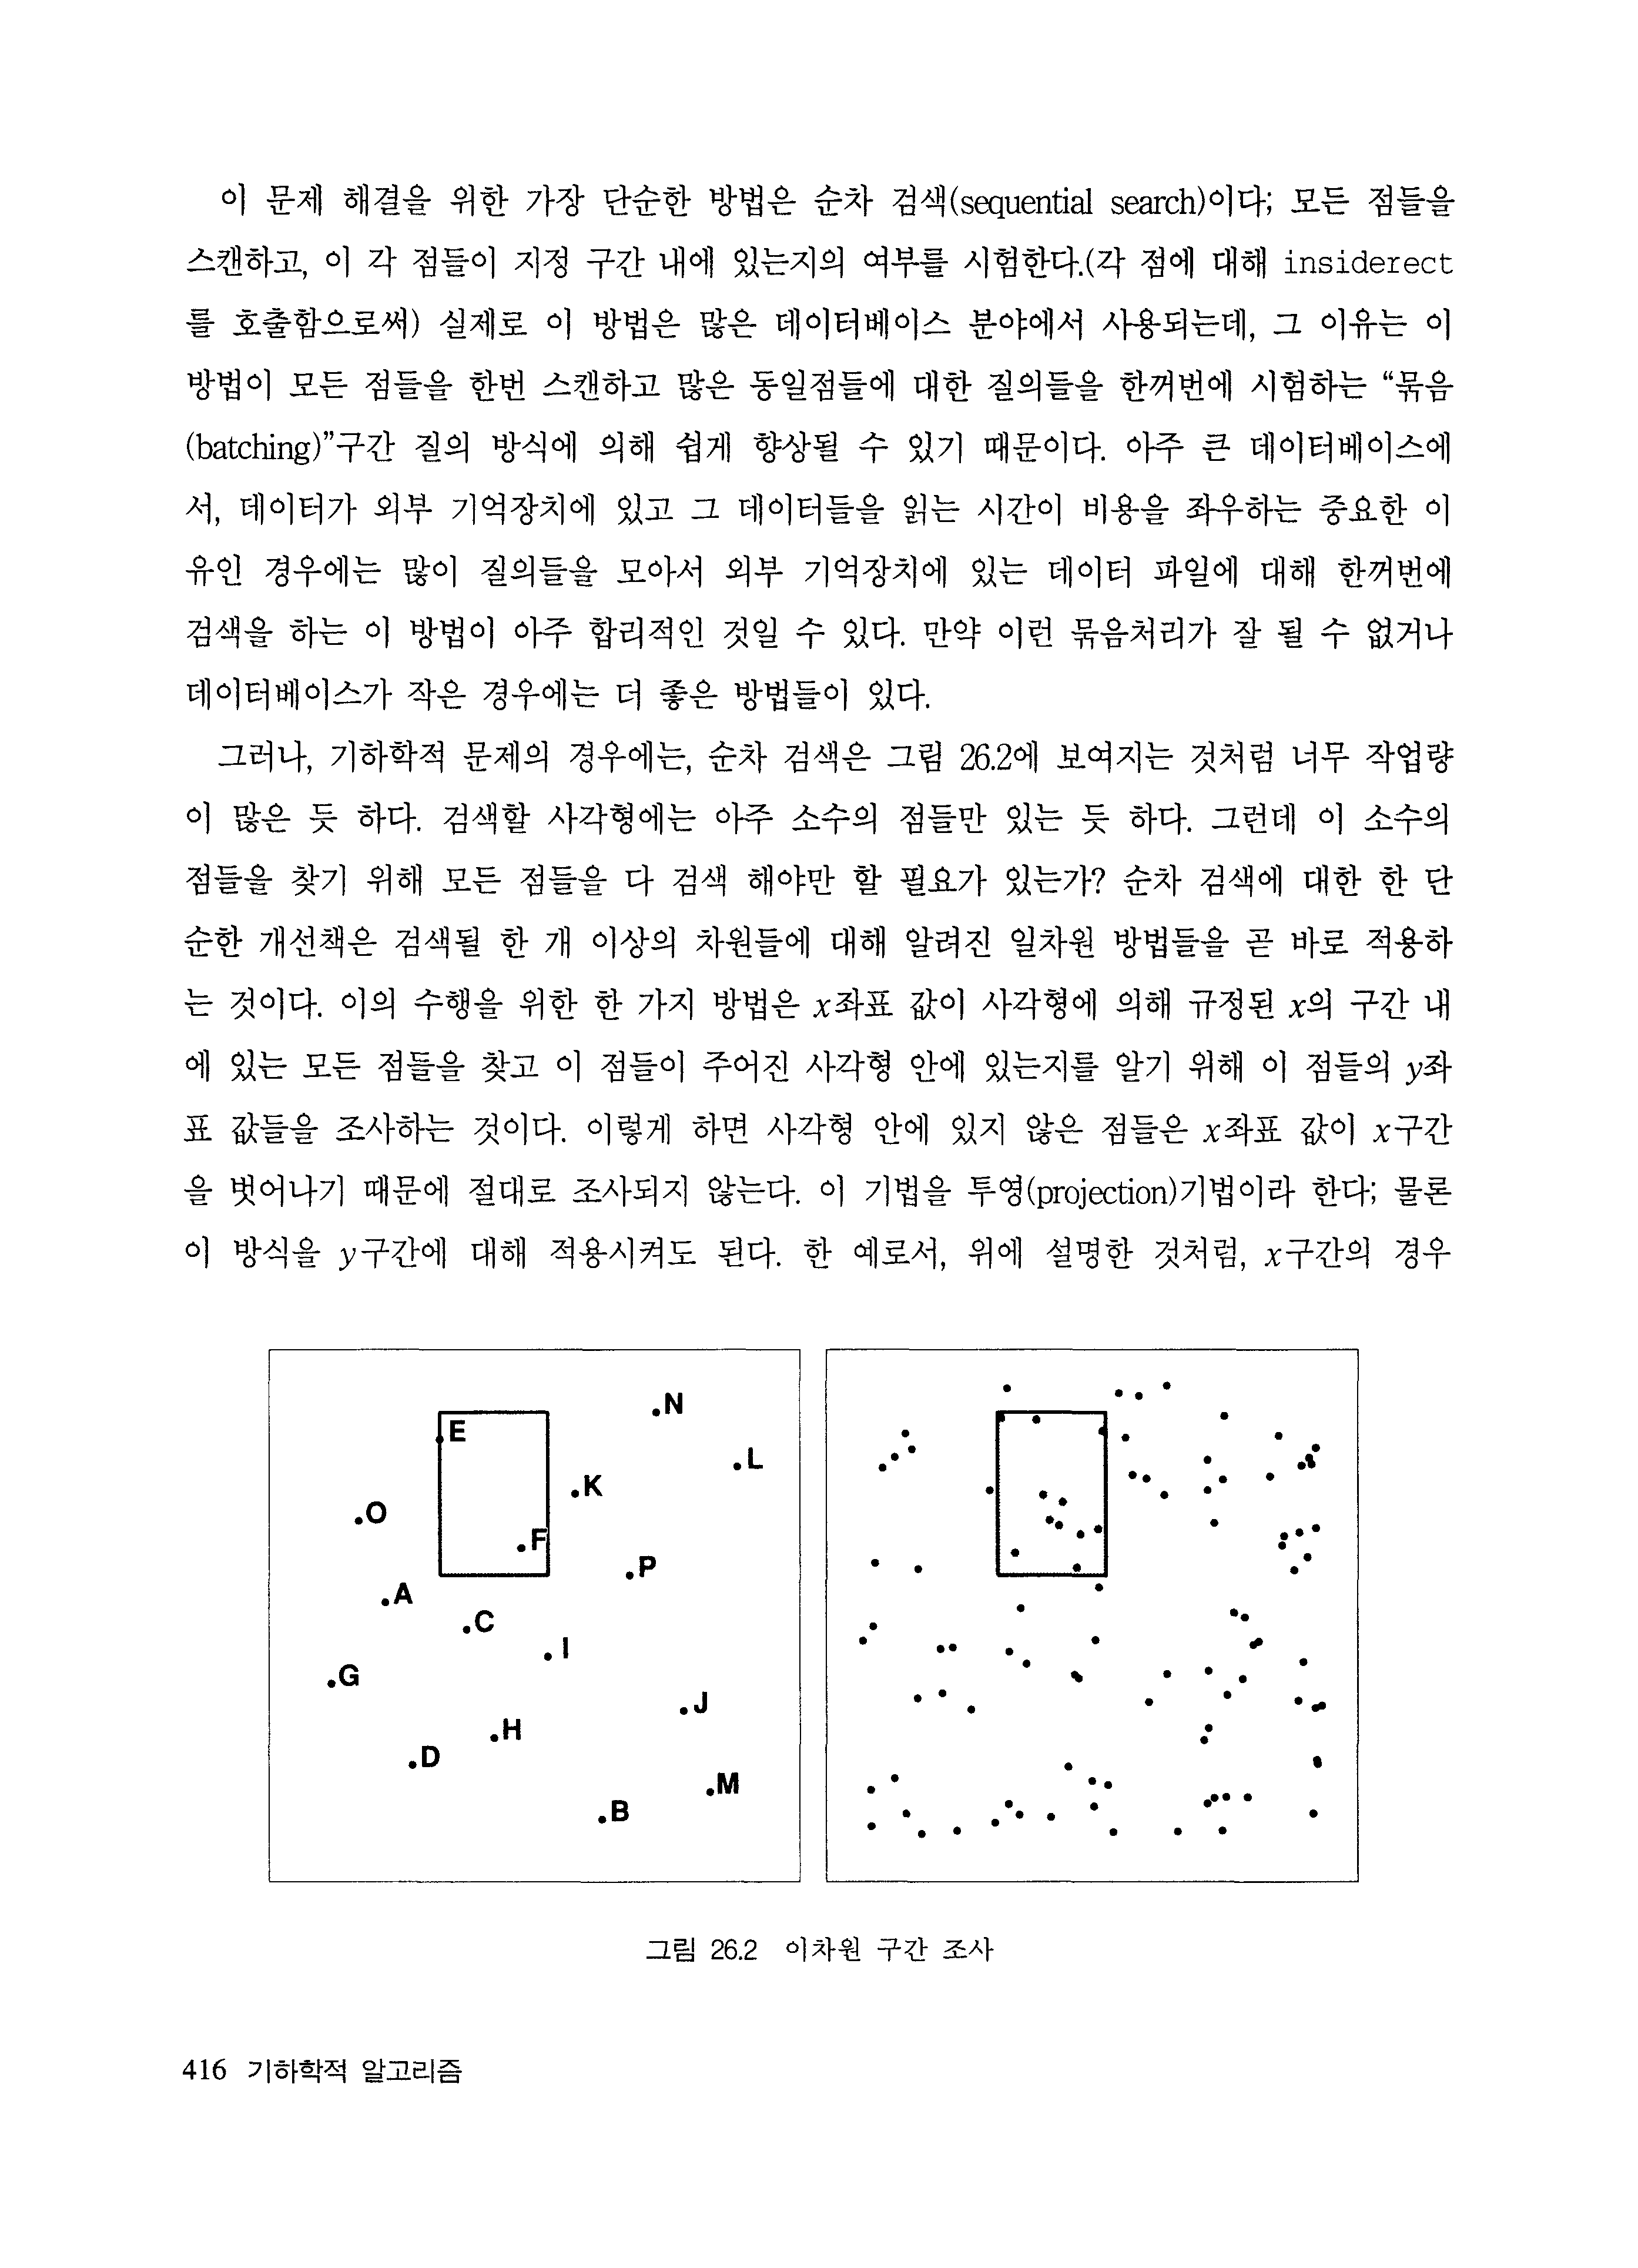 이 문제 해결을 위한 가장 단순한 방법은 순차 검색(sequential search)이다; 모든 점들을
스캔하고, 이 각 점들이 지정 구간 내에 있는지의 여부를 시험한다.(각 점에 대해 insiderect
를 호출함으로써) 실제로 이 방법은 많은 데이터베이스 분야에서 사용되는데, 그 이유는 이
방법이 모든 점들을 한번 스캔하고 많은 동일점들에 대한 질의들을 한꺼번에 시험하는 “묶음
(batching)”구간 질의 방식에 의해 쉽게 향상될 수 있기 때문이다. 아주 큰 데이터베이스에
서, 데이터가 외부 기억장치에 있고 그 데이터들을 읽는 시간이 비용을 좌우하는 중요한 이
유인 경우에는 많이 질의들을 모아서 외부 기억장치에 있는 데이터 파일에 대해 한꺼번에
검색을 하는 이 방법이 아주 합리적인 것일 수 있다. 만약 이런 묶음처리가 잘 될 수 없거나
데이터베이스가 작은 경우에는 더 좋은 방법들이 있다.
그러나, 기하학적 문제의 경우에는, 순차 검색은 그림 26.2에 보여지는 것처럼 너무 작업량
이 많은 듯 하다. 검색할 사각형에는 아주 소수의 점들만 있는 듯 하다. 그런데 이 소수의
점들을 찾기 위해 모든 점들을 다 검색 해야만 할 필요가 있는가? 순차 검색에 대한 한 단
순한 개선책은 검색될 한 개 이상의 차원들에 대해 알려진 일차원 방법들을 곧 바로 적용하
는 것이다. 이의 수행을 위한 한 가지 방법은 x좌표 값이 사각형에 의해 규정된 x의 구간 내
에 있는 모든 점들을 찾고 이 점들이 주어진 사각형 안에 있는지를 알기 위해 이 점들의 y좌
표 값들을 조사하는 것이다. 이렇게 하면 사각형 안에 있지 않은 점들은 x좌표 값이 x구간
을 벗어나기 때문에 절대로 조사되지 않는다. 이 기법을 투영(projection)기법이라 한다; 물론
이 방식을 y구간에 대해 적용시켜도 된다. 한 예로서, 위에 설명한 것처럼, x구간의 경우
N
E
L
K
O
F
P
A
C
I
G
J
H
D
M
B
그림 26.2 이차원 구간 조사
416 기하학적 알고리즘